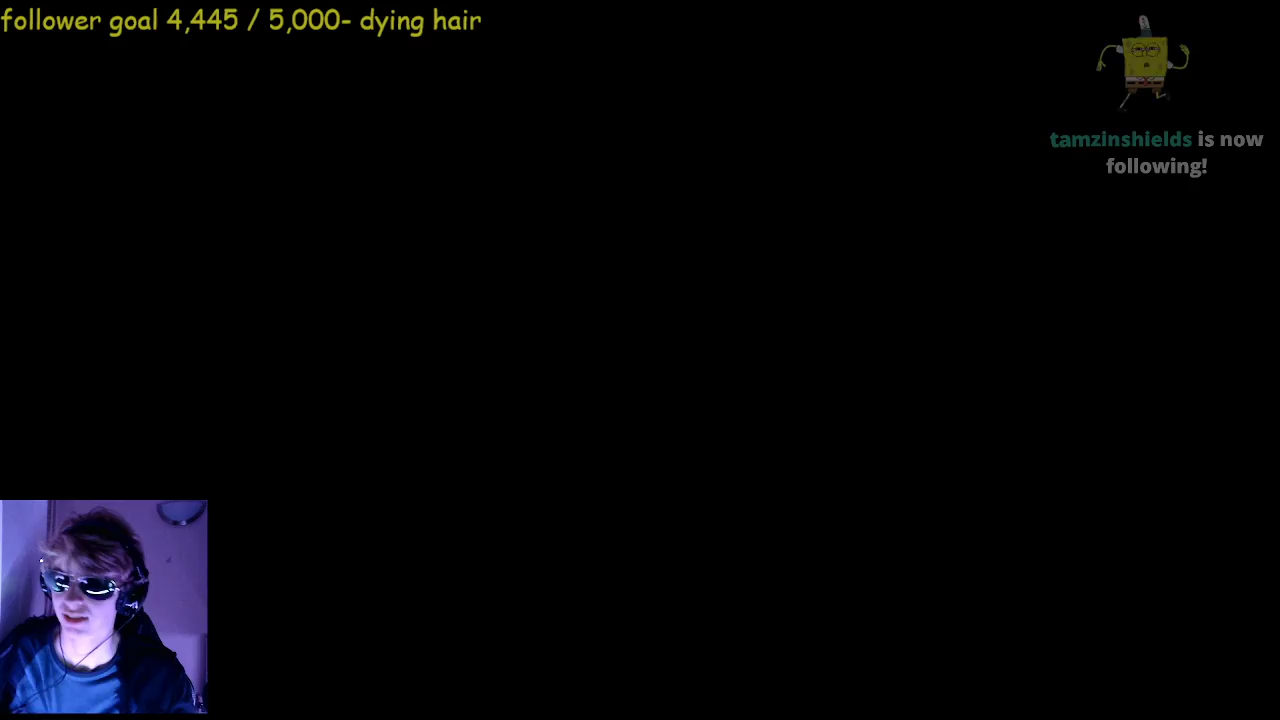 follower goal 4,445 / 5,000- dying hair
tamzinshields is now
following!